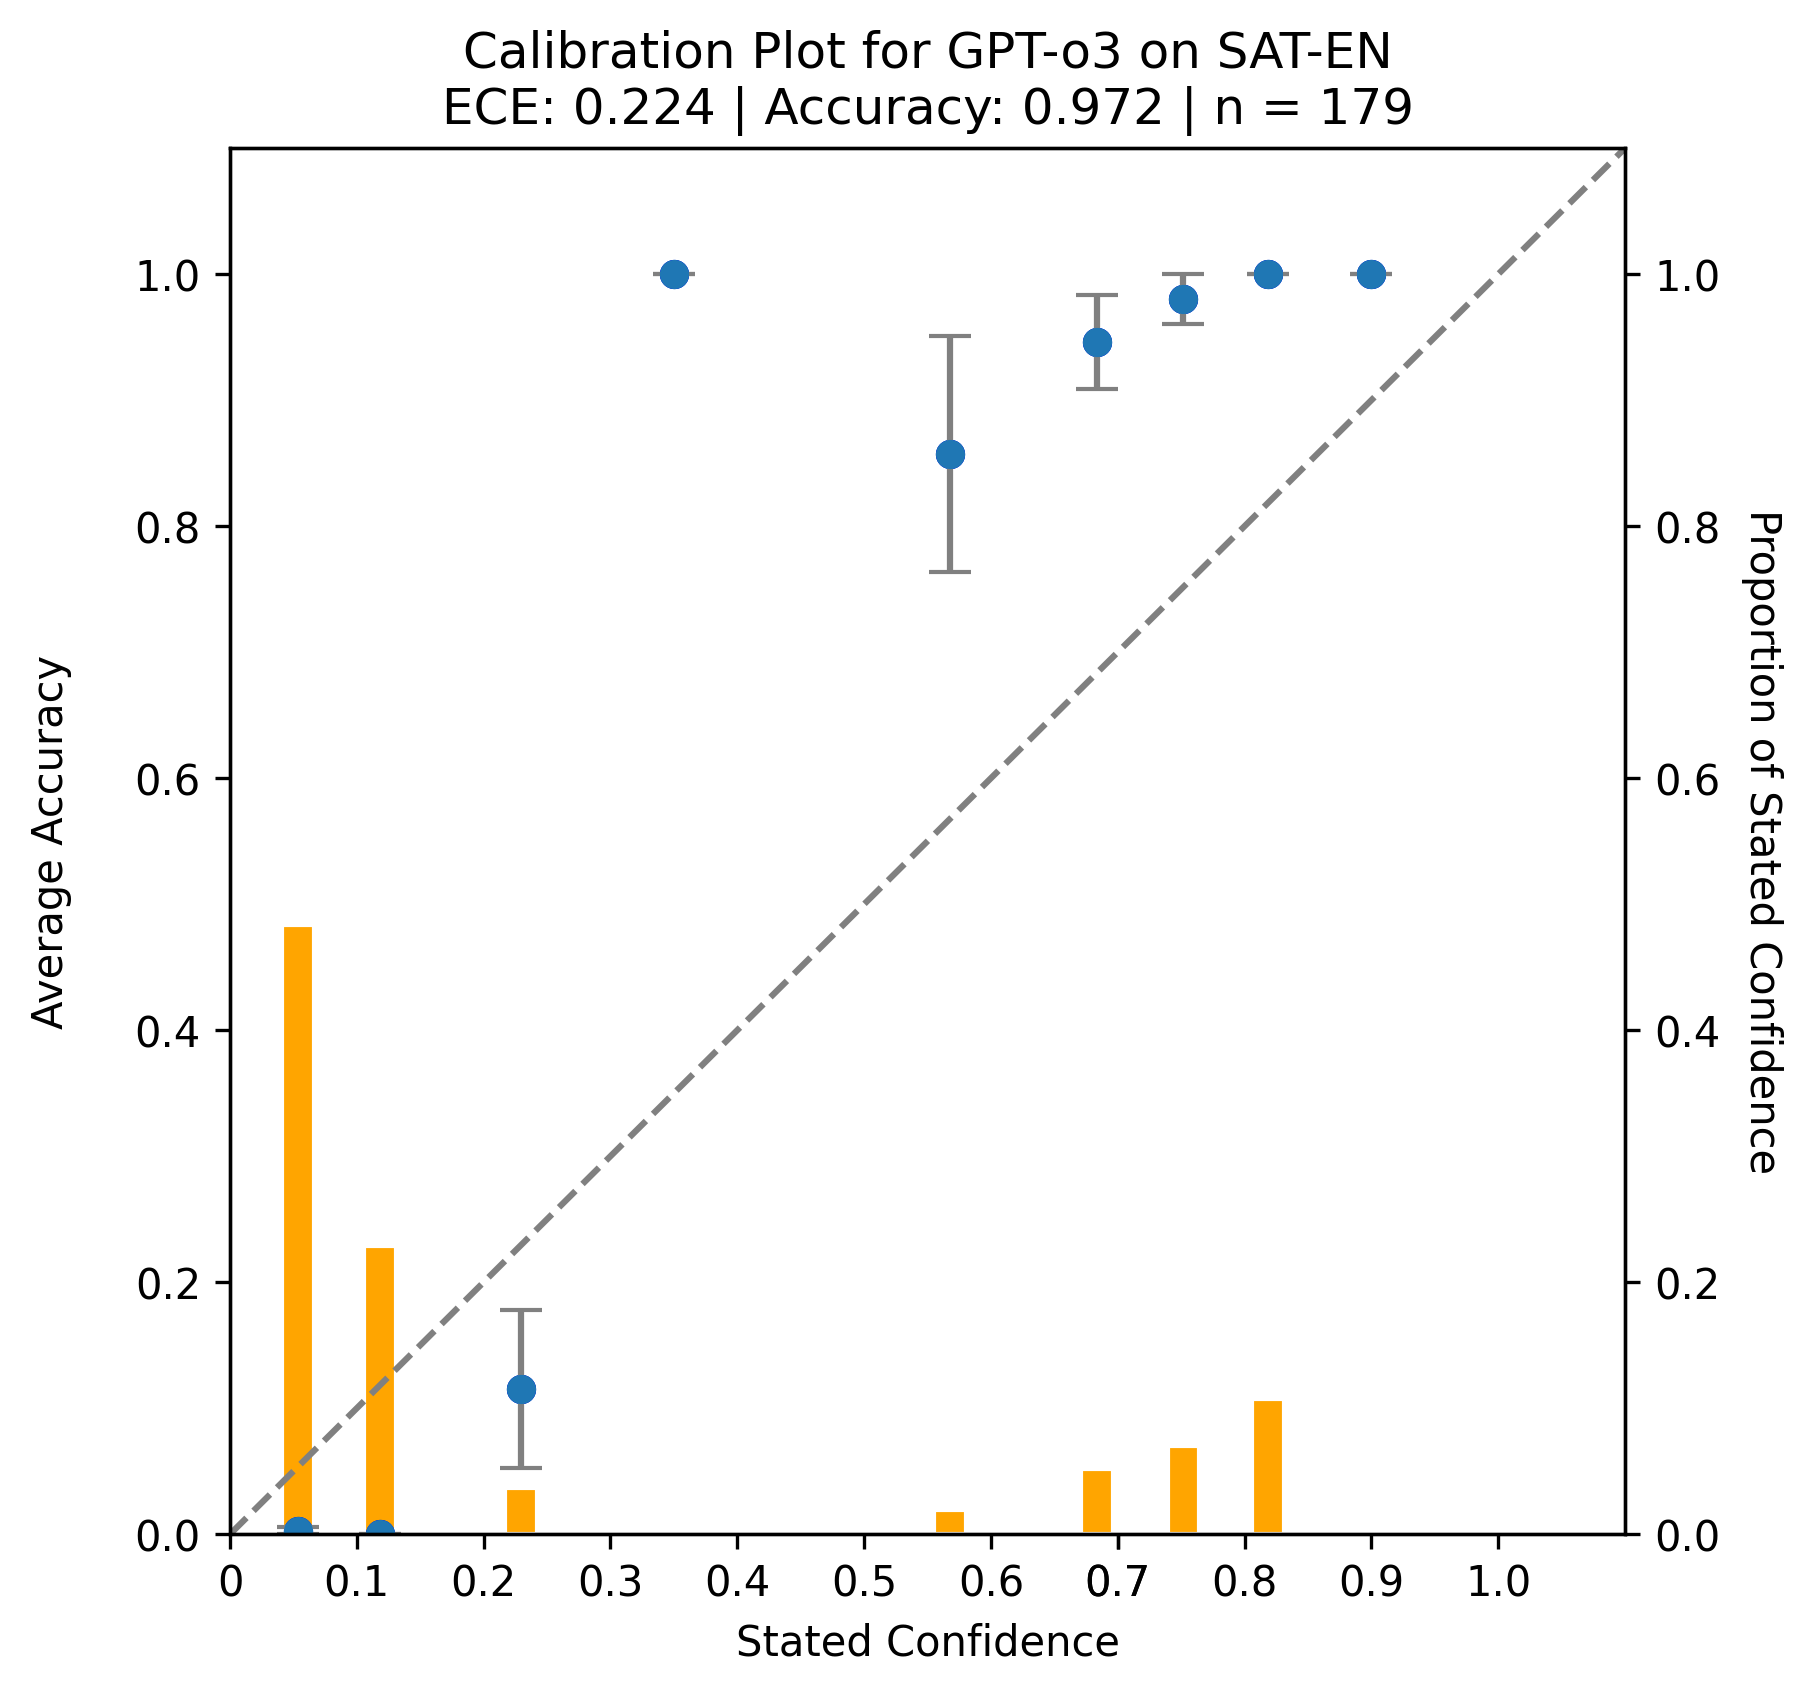 Calibration Plot for GPT-o3 on SAT-EN
ECE: 0.224 | Accuracy: 0.972 | n = 179
Average Accuracy
1.0
0.8
0.6
0.4
0.2
0.0
0 0.1 0.2 0.3 0.4 0.5 0.6 0.7 0.8 0.9 1.0
Stated Confidence
1.0
0.8
0.6
0.4
0.2
0.0
Proportion of Stated Confidence